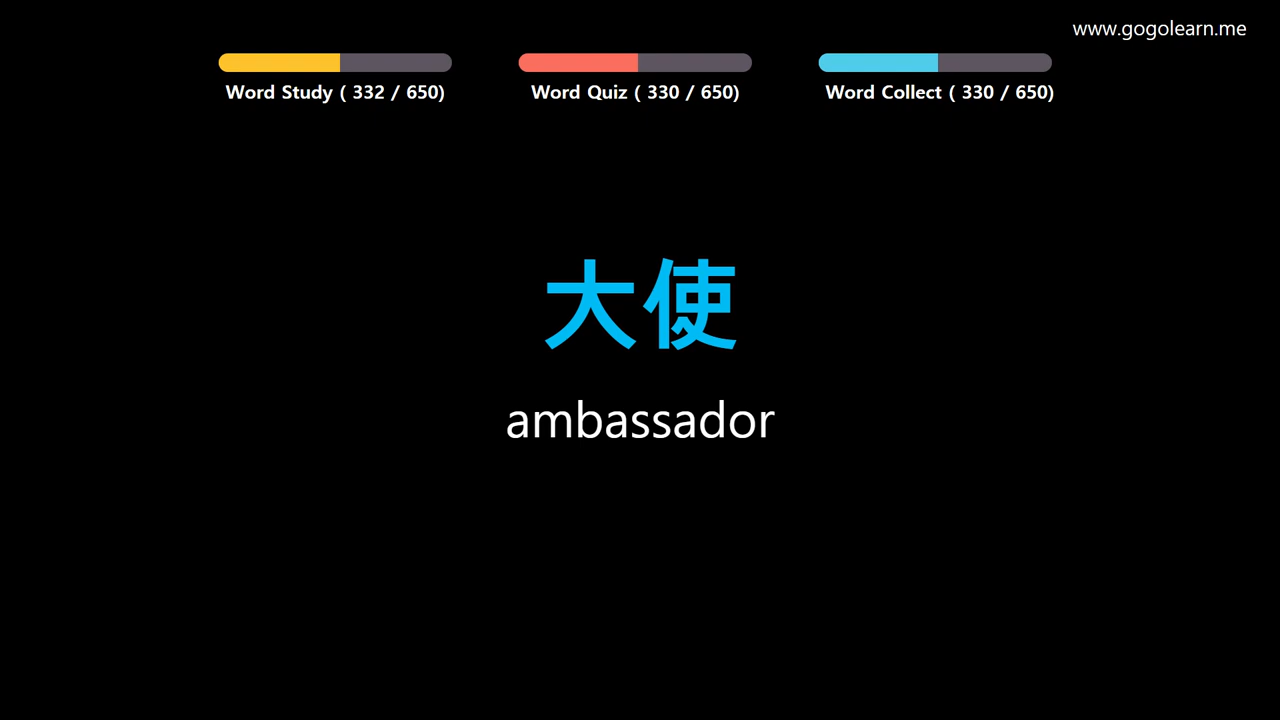 www.gogolearn.me
Word Study ( 332 / 650)
Word Quiz ( 330 / 650)
Word Collect ( 330 / 650)
大使
ambassador